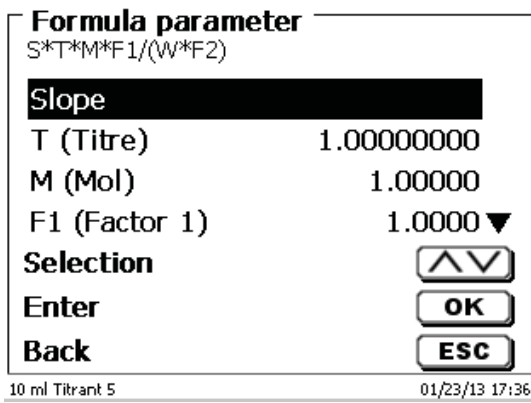 Formula parameter
S*T*M*F1/(W*F2)
Slope
T (Titre) 1.00000000
M (Mol) 1.00000
F1 (Factor 1) 1.0000
Selection
Enter OK
Back ESC
10 ml Titrant 5 01/23/13 17:36